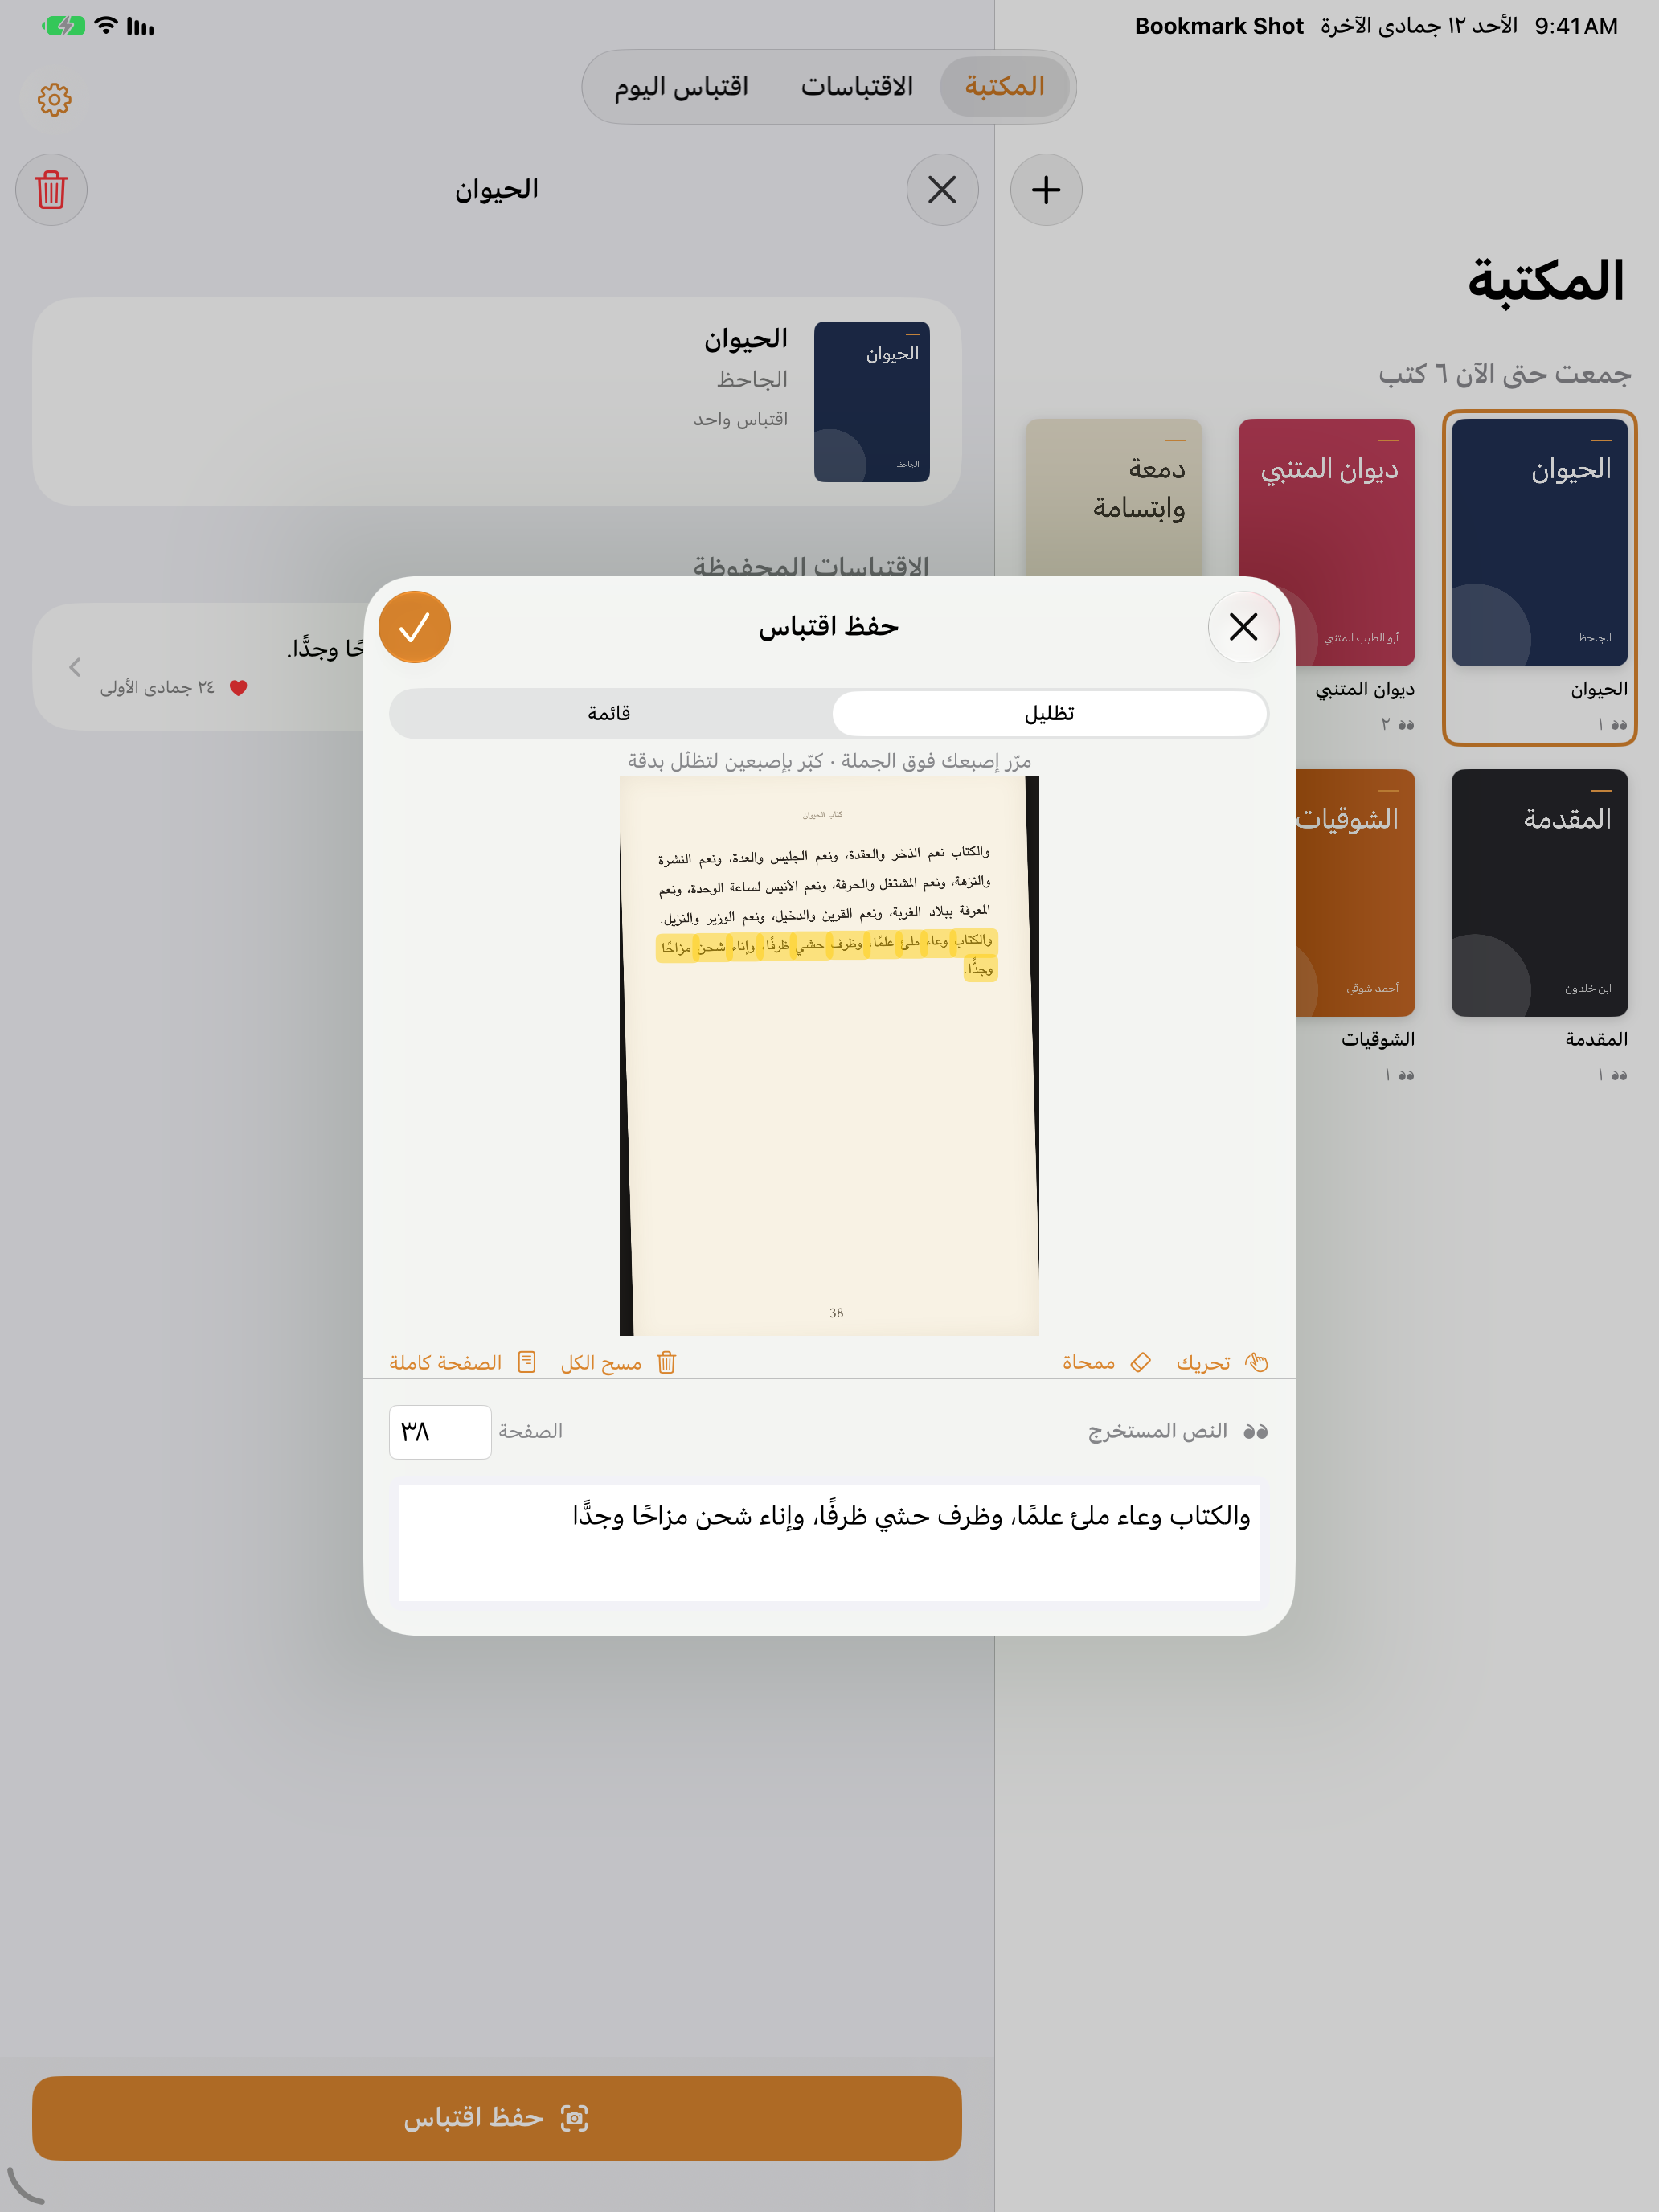 9:41 AM الأحد ١٢ جمادى الآخرة Bookmark Shot
المكتبة الاقتباسات اقتباس اليوم
الحيوان
المكتبة
جمعت حتى الآن ٦ كتب
الحيوان
الجاحظ
الحيوان
١
ديوان المتنبي
أبو الطيب المتنبي
ديوان المتنبي
٢
دمعة
وابتسامة
المقدمة
ابن خلدون
المقدمة
١
الشوقيات
أحمد شوقي
الشوقيات
١
الحيوان
الجاحظ
الحيوان
الجاحظ
اقتباس واحد
الاقتباسات المحفوظة
وجدًّا.
٢٤ جمادى الأولى
حفظ اقتباس
تظليل قائمة
مرّر إصبعك فوق الجملة · كبّر بإصبعين لتظلّل بدقة
كتاب الحيوان
والكتاب نعم الذخر والعقدة، ونعم الجليس والعدة، ونعم النشرة
والنزهة، ونعم المشتغل والحرفة، ونعم الأنيس لساعة الوحدة، ونعم
المعرفة ببلاد الغربة، ونعم القرين والدخيل، ونعم الوزير والنزيل.
والكتاب وعاء ملئ علمًا، وظرف حشي ظرفًا، وإناء شحن مزاحًا
وجدًّا.
38
تحريك ممحاة مسح الكل الصفحة كاملة
النص المستخرج الصفحة ٣٨
والكتاب وعاء ملئ علمًا، وظرف حشي ظرفًا، وإناء شحن مزاحًا وجدًّا
حفظ اقتباس